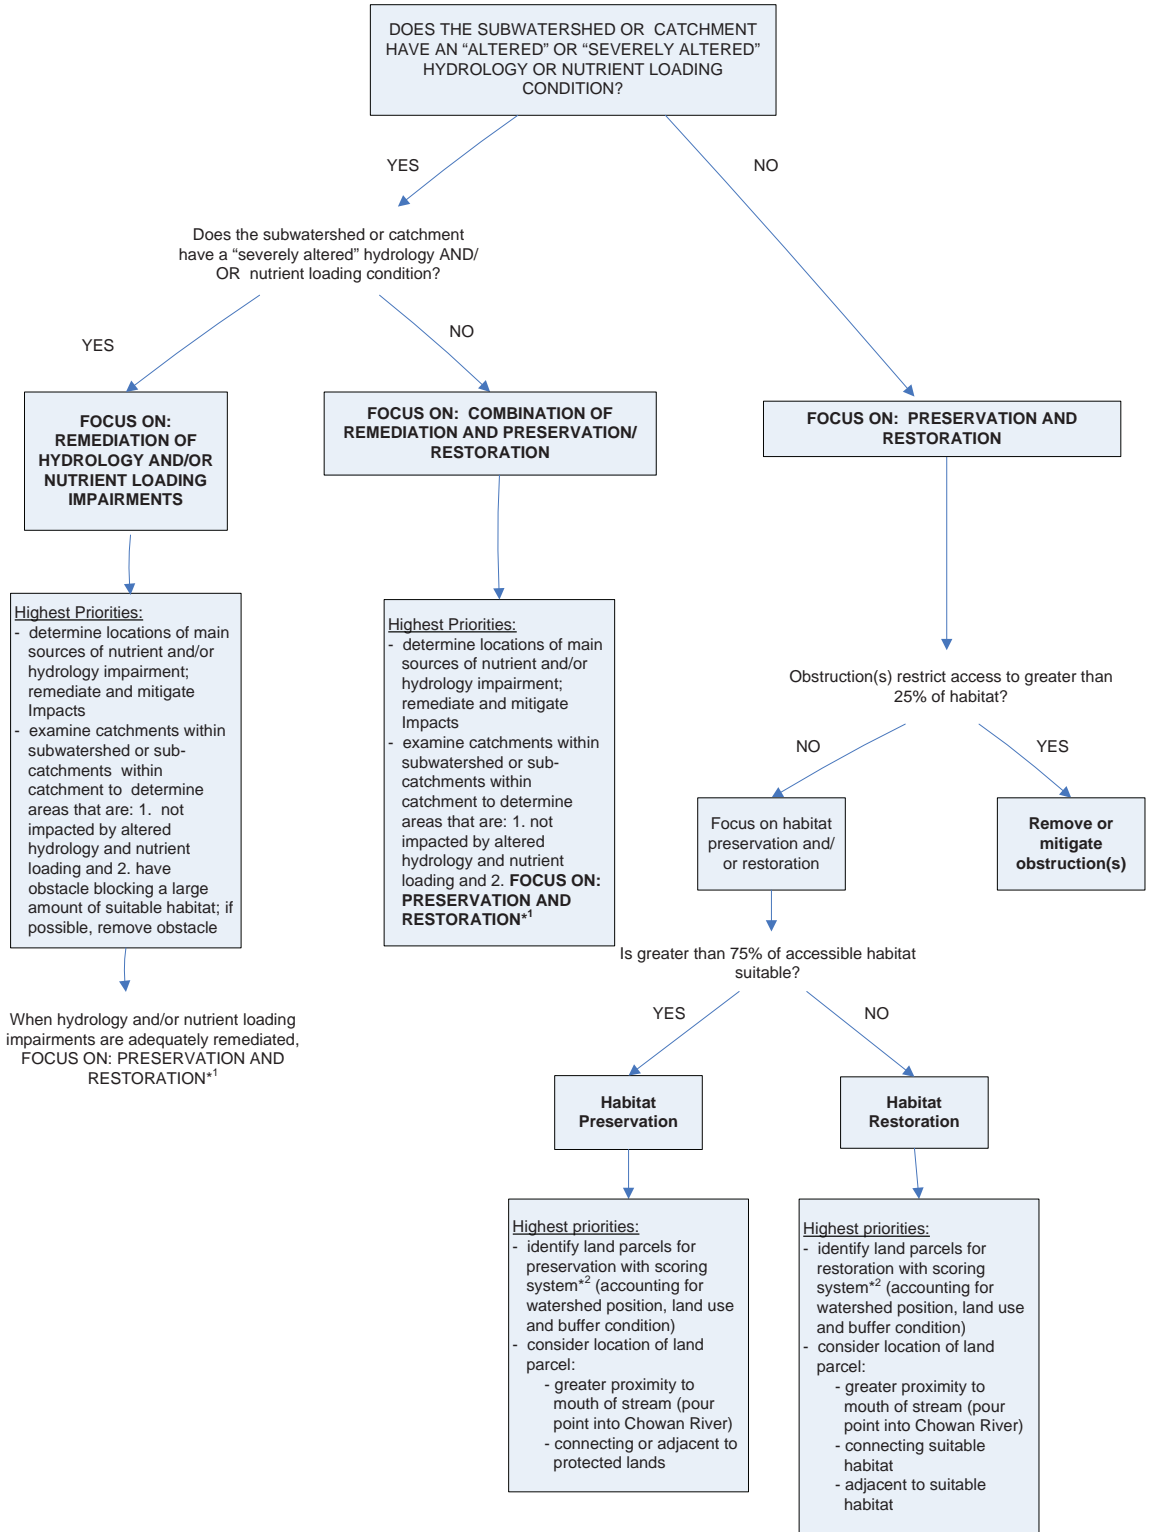 DOES THE SUBWATERSHED OR  CATCHMENT
HAVE AN “ALTERED” OR “SEVERELY ALTERED”
HYDROLOGY OR NUTRIENT LOADING
CONDITION?
YES
NO
Does the subwatershed or catchment
have a “severely altered” hydrology AND/
OR  nutrient loading condition?
YES
NO
FOCUS ON:
REMEDIATION OF
HYDROLOGY AND/OR
NUTRIENT LOADING
IMPAIRMENTS
FOCUS ON:  COMBINATION OF
REMEDIATION AND PRESERVATION/
RESTORATION
FOCUS ON:  PRESERVATION AND
RESTORATION
Highest Priorities:
-  determine locations of main
sources of nutrient and/or
hydrology impairment;
remediate and mitigate
Impacts
-  examine catchments within
subwatershed or sub-
catchments  within
catchment to  determine
areas that are: 1.  not
impacted by altered
hydrology and nutrient
loading and 2. have
obstacle blocking a large
amount of suitable habitat; if
possible, remove obstacle
When hydrology and/or nutrient loading
impairments are adequately remediated,
FOCUS ON: PRESERVATION AND
RESTORATION*1
Highest Priorities:
-  determine locations of main
sources of nutrient and/or
hydrology impairment;
remediate and mitigate
Impacts
-  examine catchments within
subwatershed or sub-
catchments within
catchment to determine
areas that are: 1. not
impacted by altered
hydrology and nutrient
loading and 2. FOCUS ON:
PRESERVATION AND
RESTORATION*1
Obstruction(s) restrict access to greater than
25% of habitat?
NO
YES
Focus on habitat
preservation and/
or restoration
Remove or
mitigate
obstruction(s)
Is greater than 75% of accessible habitat
suitable?
YES
NO
Habitat
Preservation
Habitat
Restoration
Highest priorities:
-  identify land parcels for
preservation with scoring
system*2 (accounting for
watershed position, land use
and buffer condition)
-  consider location of land
parcel:
- greater proximity to
mouth of stream (pour
point into Chowan River)
- connecting or adjacent to
protected lands
Highest priorities:
-  identify land parcels for
restoration with scoring
system*2 (accounting for
watershed position, land use
and buffer condition)
-  consider location of land
parcel:
- greater proximity to
mouth of stream (pour
point into Chowan River)
- connecting suitable
habitat
- adjacent to suitable
habitat